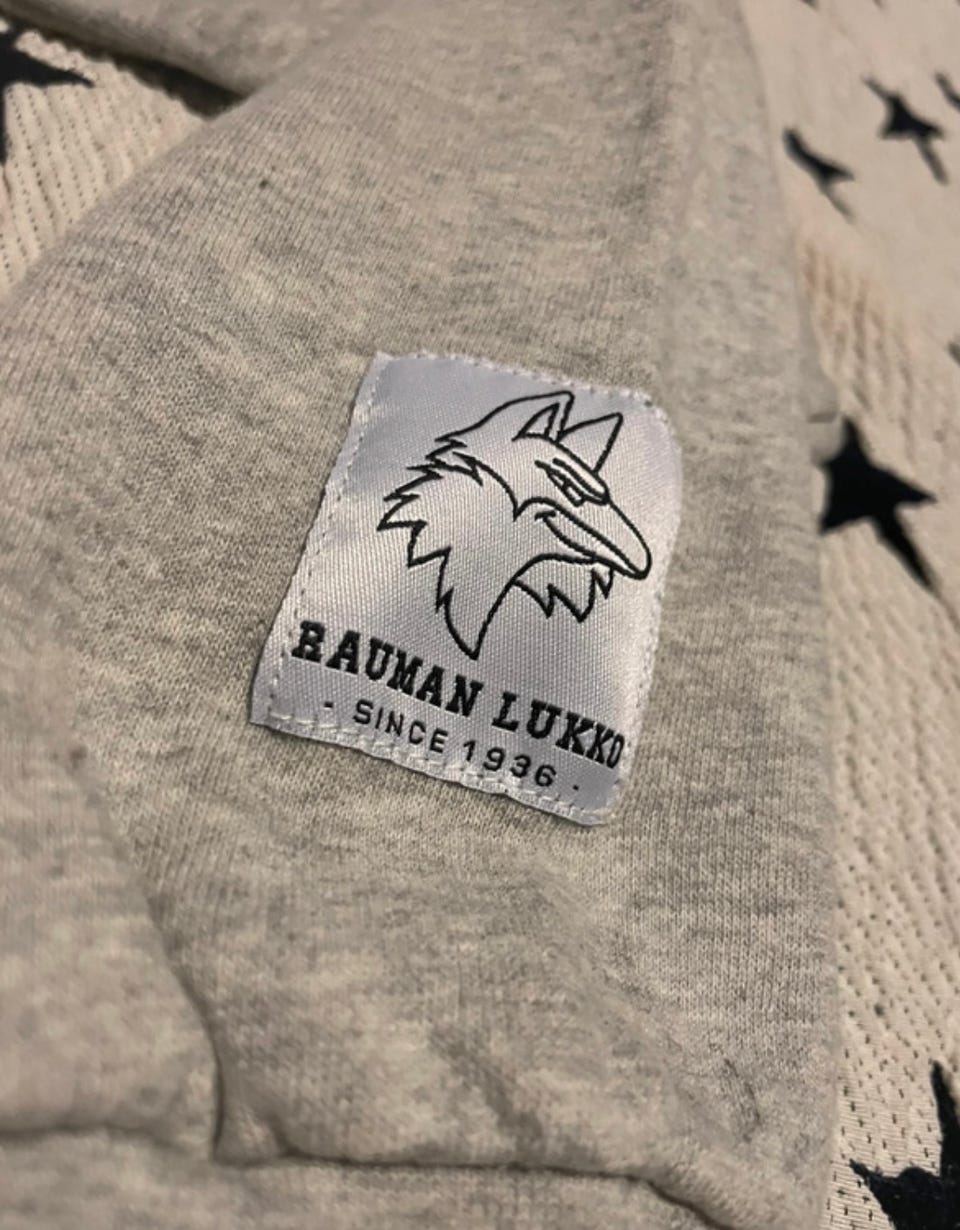 RAUMAN LUKKO
- SINCE 1936 -